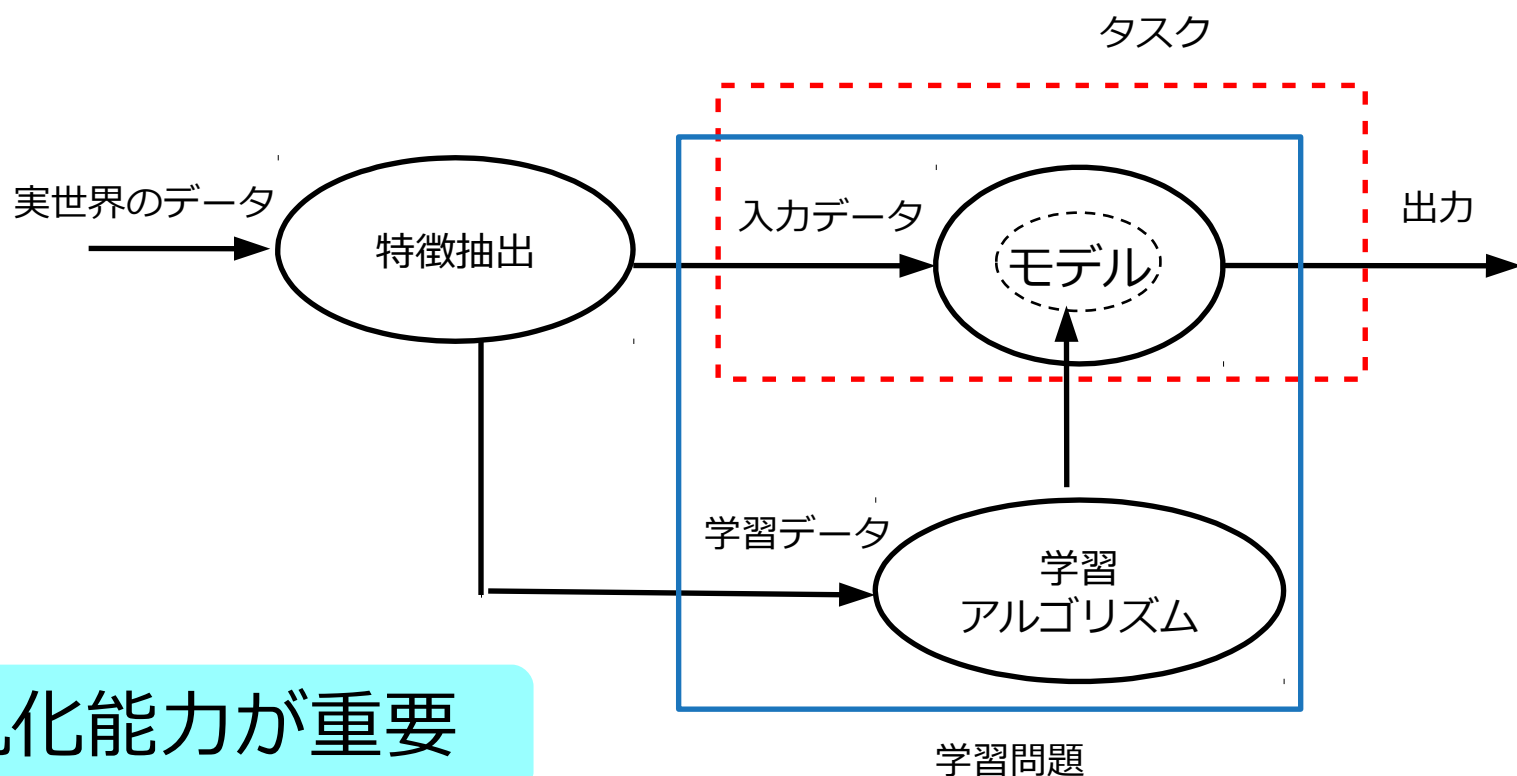 タスク
実世界のデータ
特徴抽出
入力データ
モデル
出力
学習データ
学習
アルゴリズム
化能力が重要
学習問題